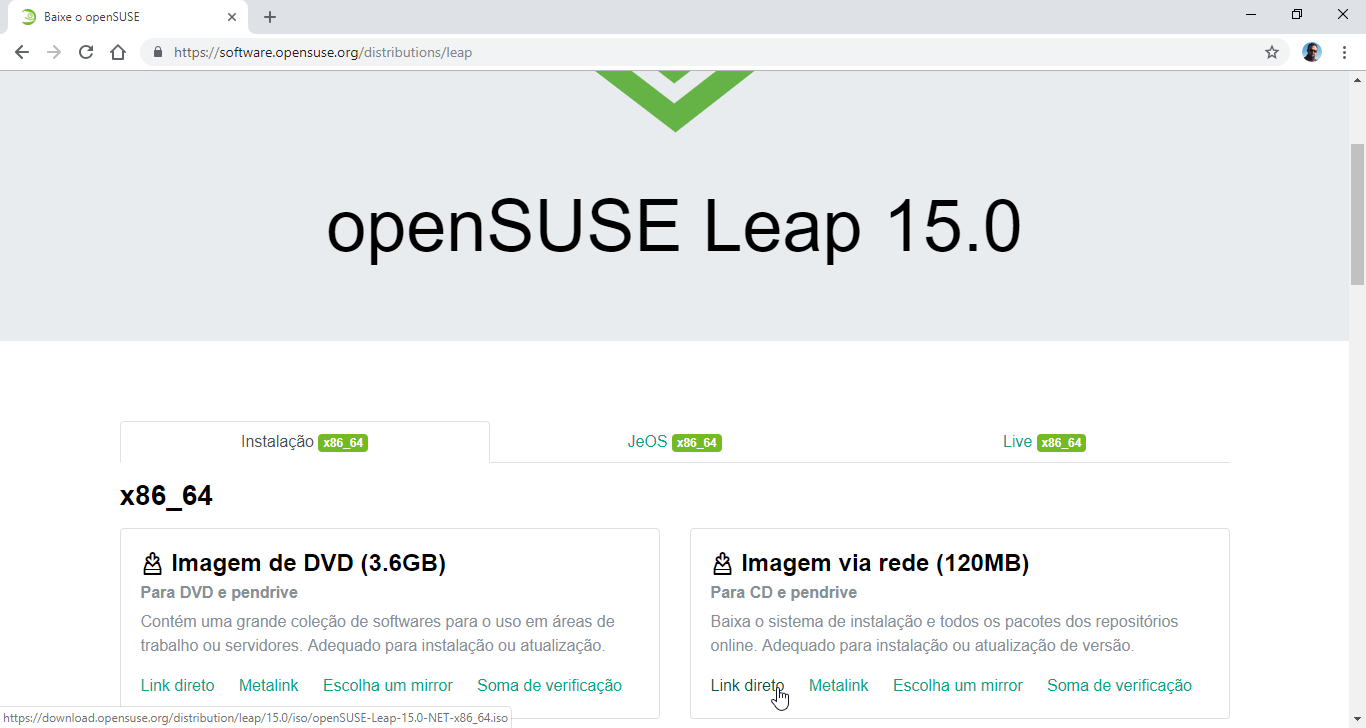 Baixe o openSUSE
https://software.opensuse.org/distributions/leap
openSUSE Leap 15.0
Instalação x86_64
JeOS x86_64
Live x86_64
x86_64
Imagem de DVD (3.6GB)
Para DVD e pendrive
Contém uma grande coleção de softwares para o uso em áreas de
trabalho ou servidores. Adequado para instalação ou atualização.
Link direto Metalink Escolha um mirror Soma de verificação
Imagem via rede (120MB)
Para CD e pendrive
Baixa o sistema de instalação e todos os pacotes dos repositórios
online. Adequado para instalação ou atualização de versão.
Link direto Metalink Escolha um mirror Soma de verificação
https://download.opensuse.org/distribution/leap/15.0/iso/openSUSE-Leap-15.0-NET-x86_64.iso